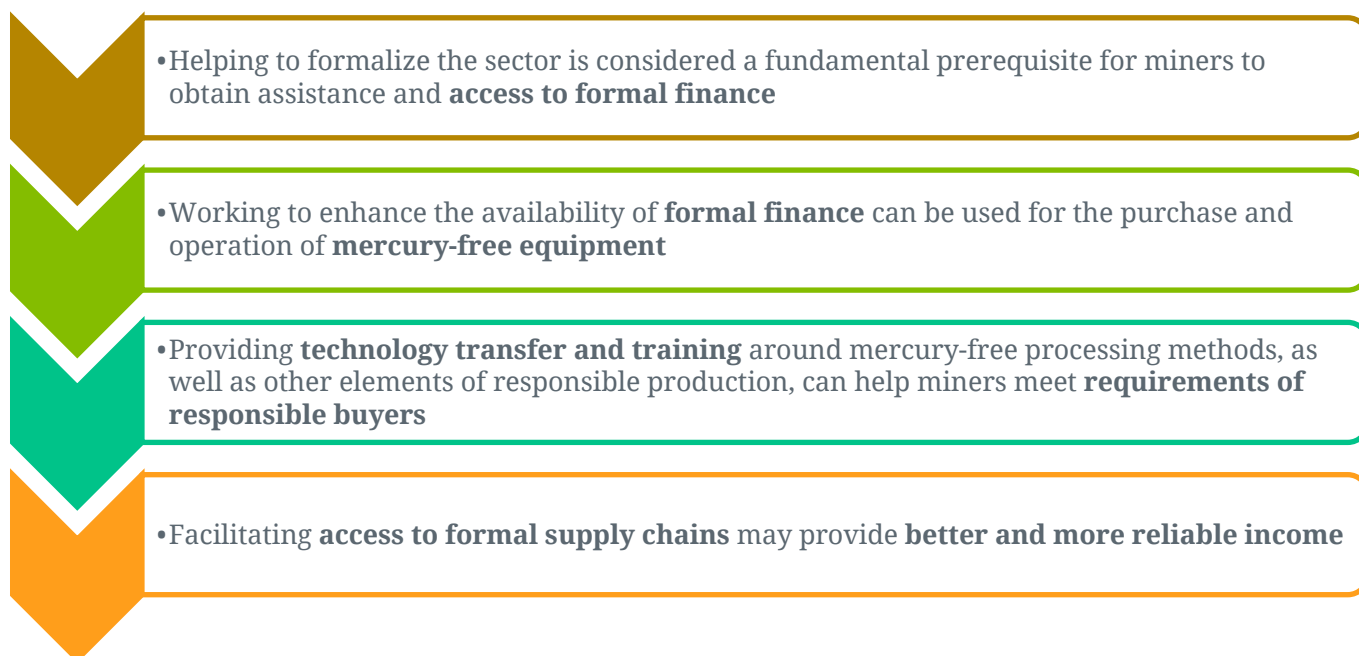 •Helping to formalize the sector is considered a fundamental prerequisite for miners to
obtain assistance and access to formal finance
•Working to enhance the availability of formal finance can be used for the purchase and
operation of mercury-free equipment
•Providing technology transfer and training around mercury-free processing methods, as
well as other elements of responsible production, can help miners meet requirements of
responsible buyers
•Facilitating access to formal supply chains may provide better and more reliable income